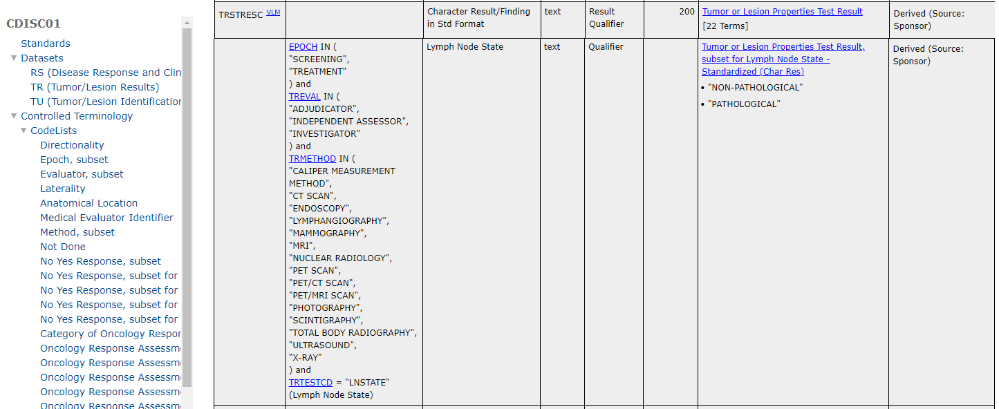 CDISC01
Standards
Datasets
RS (Disease Response and Clin
TR (Tumor/Lesion Results)
TU (Tumor/Lesion Identification
Controlled Terminology
CodeLists
Directionality
Epoch, subset
Evaluator, subset
Laterality
Anatomical Location
Medical Evaluator Identifier
Method, subset
Not Done
No Yes Response, subset
No Yes Response, subset for
No Yes Response, subset for
No Yes Response, subset for
No Yes Response, subset for
Category of Oncology Respon
Oncology Response Assessme
Oncology Response Assessme
Oncology Response Assessme
Oncology Response Assessme
Oncology Response Assessme
TRSTRESC VLM
Character Result/Finding
in Std Format
text
Result
Qualifier
200
Tumor or Lesion Properties Test Result
[22 Terms]
Derived (Source:
Sponsor)
EPOCH IN (
"SCREENING",
"TREATMENT"
) and
TREVAL IN (
"ADJUDICATOR",
"INDEPENDENT ASSESSOR",
"INVESTIGATOR"
) and
TRMETHOD IN (
"CALIPER MEASUREMENT
METHOD",
"CT SCAN",
"ENDOSCOPY",
"LYMPHANGIOGRAPHY",
"MAMMOGRAPHY",
"MRI",
"NUCLEAR RADIOLOGY",
"PET SCAN",
"PET/CT SCAN",
"PET/MRI SCAN",
"PHOTOGRAPHY",
"SCINTIGRAPHY",
"TOTAL BODY RADIOGRAPHY",
"ULTRASOUND",
"X-RAY"
) and
TRTESTCD = "LNSTATE"
(Lymph Node State)
Lymph Node State
text
Qualifier
Tumor or Lesion Properties Test Result,
subset for Lymph Node State -
Standardized (Char Res)
• "NON-PATHOLOGICAL"
• "PATHOLOGICAL"
Derived (Source:
Sponsor)